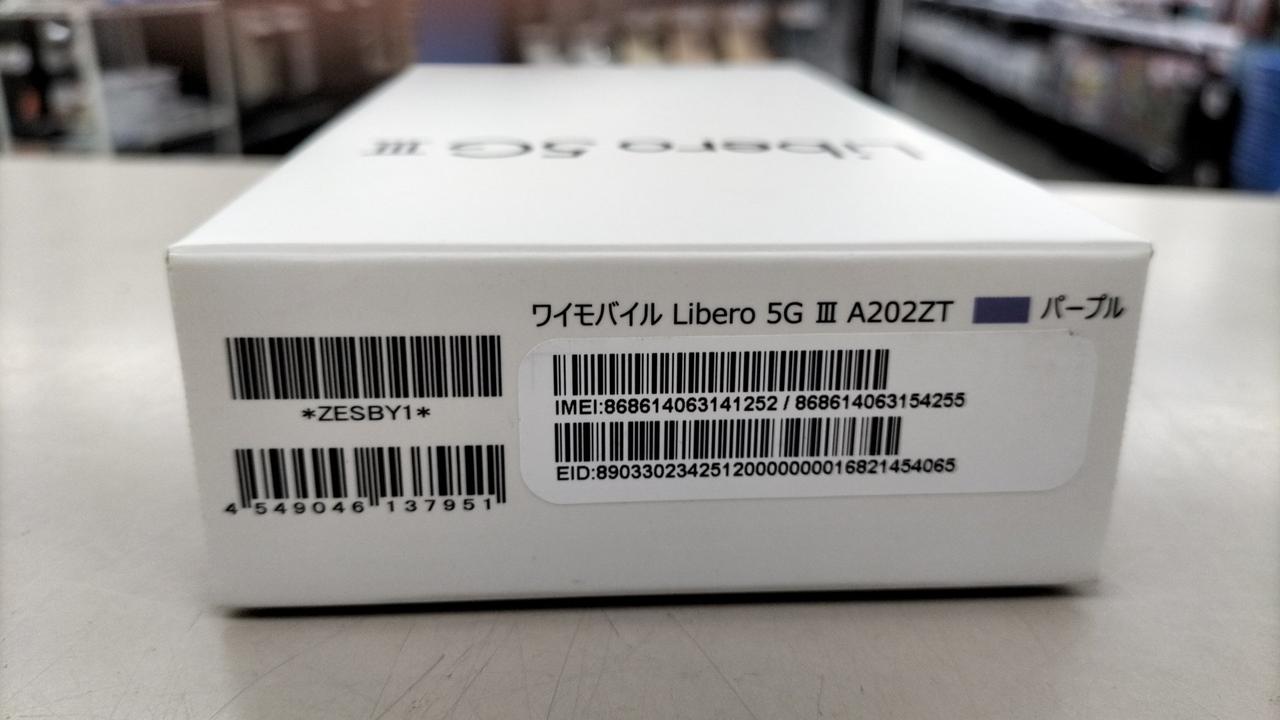 Libero 5G Ⅲ
ワイモバイル Libero 5G Ⅲ A202ZT パープル
*ZESBY1*
4 549046 137951
IMEI:868614063141252 / 868614063154255
EID:89033023425120000000016821454065